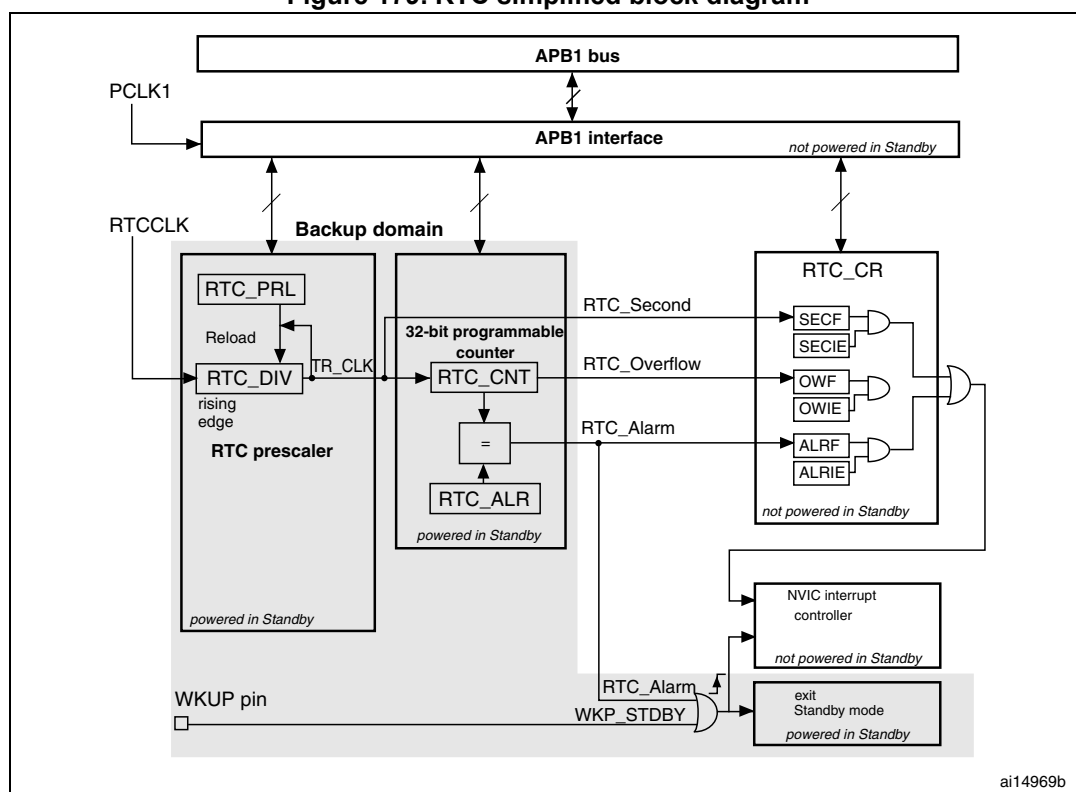 APB1 bus
PCLK1
APB1 interface
not powered in Standby
RTCCLK
Backup domain
RTC_PRL
Reload
RTC_DIV
TR_CLK
rising
edge
RTC prescaler
powered in Standby
32-bit programmable
counter
RTC_CNT
=
RTC_ALR
powered in Standby
RTC_Second
RTC_Overflow
RTC_Alarm
RTC_CR
SECF
SECIE
OWF
OWIE
ALRF
ALRIE
not powered in Standby
NVIC interrupt
controller
not powered in Standby
WKUP pin
RTC_Alarm
WKP_STDBY
exit
Standby mode
powered in Standby
ai14969b